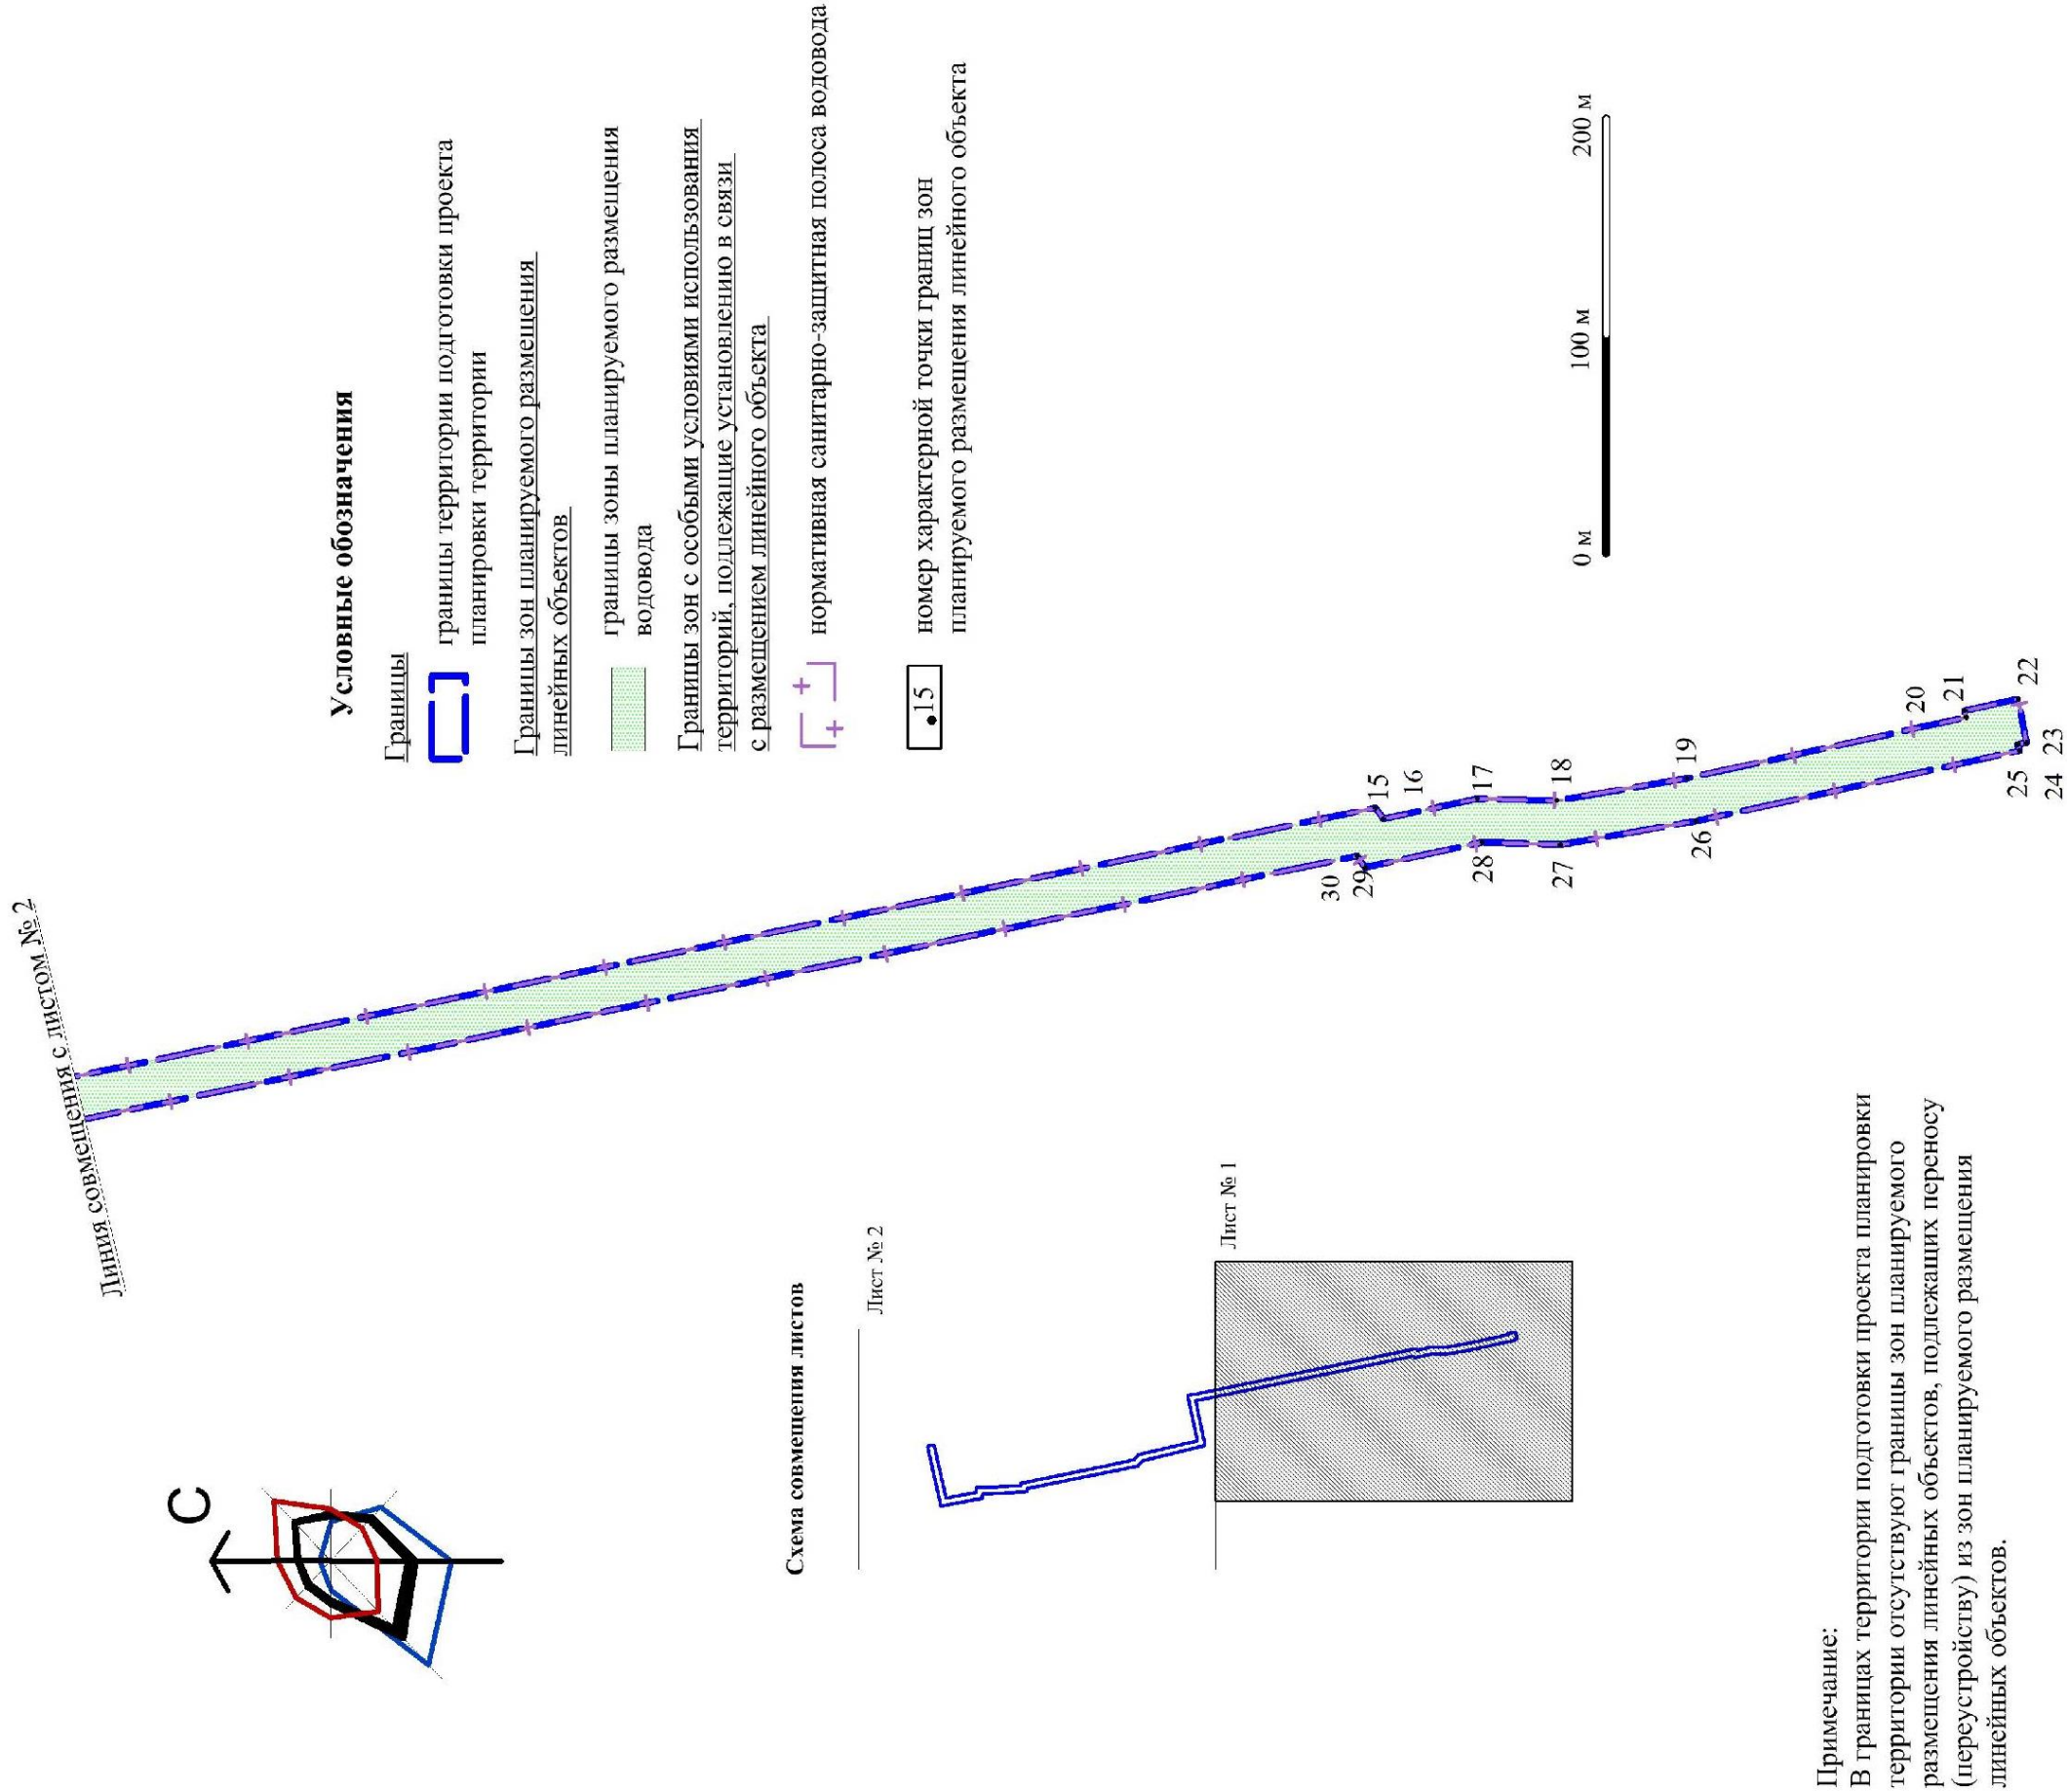 Линия совмещения с листом № 2
С
Условные обозначения
Границы
границы территории подготовки проекта
планировки территории
Границы зон планируемого размещения
линейных объектов
границы зоны планируемого размещения
водовода
Границы зон с особыми условиями использования
территорий, подлежащие установлению в связи
с размещением линейного объекта
нормативная санитарно-защитная полоса водовода
.15
номер характерной точки границ зон
планируемого размещения линейного объекта
0 м
100 м
200 м
15
16
17
18
19
20
21
22
23
24
25
26
27
28
29
30
Схема совмещения листов
Лист № 2
Лист № 1
Примечание:
В границах территории подготовки проекта планировки
территории отсутствуют границы зон планируемого
размещения линейных объектов, подлежащих переносу
(переустройству) из зон планируемого размещения
линейных объектов.